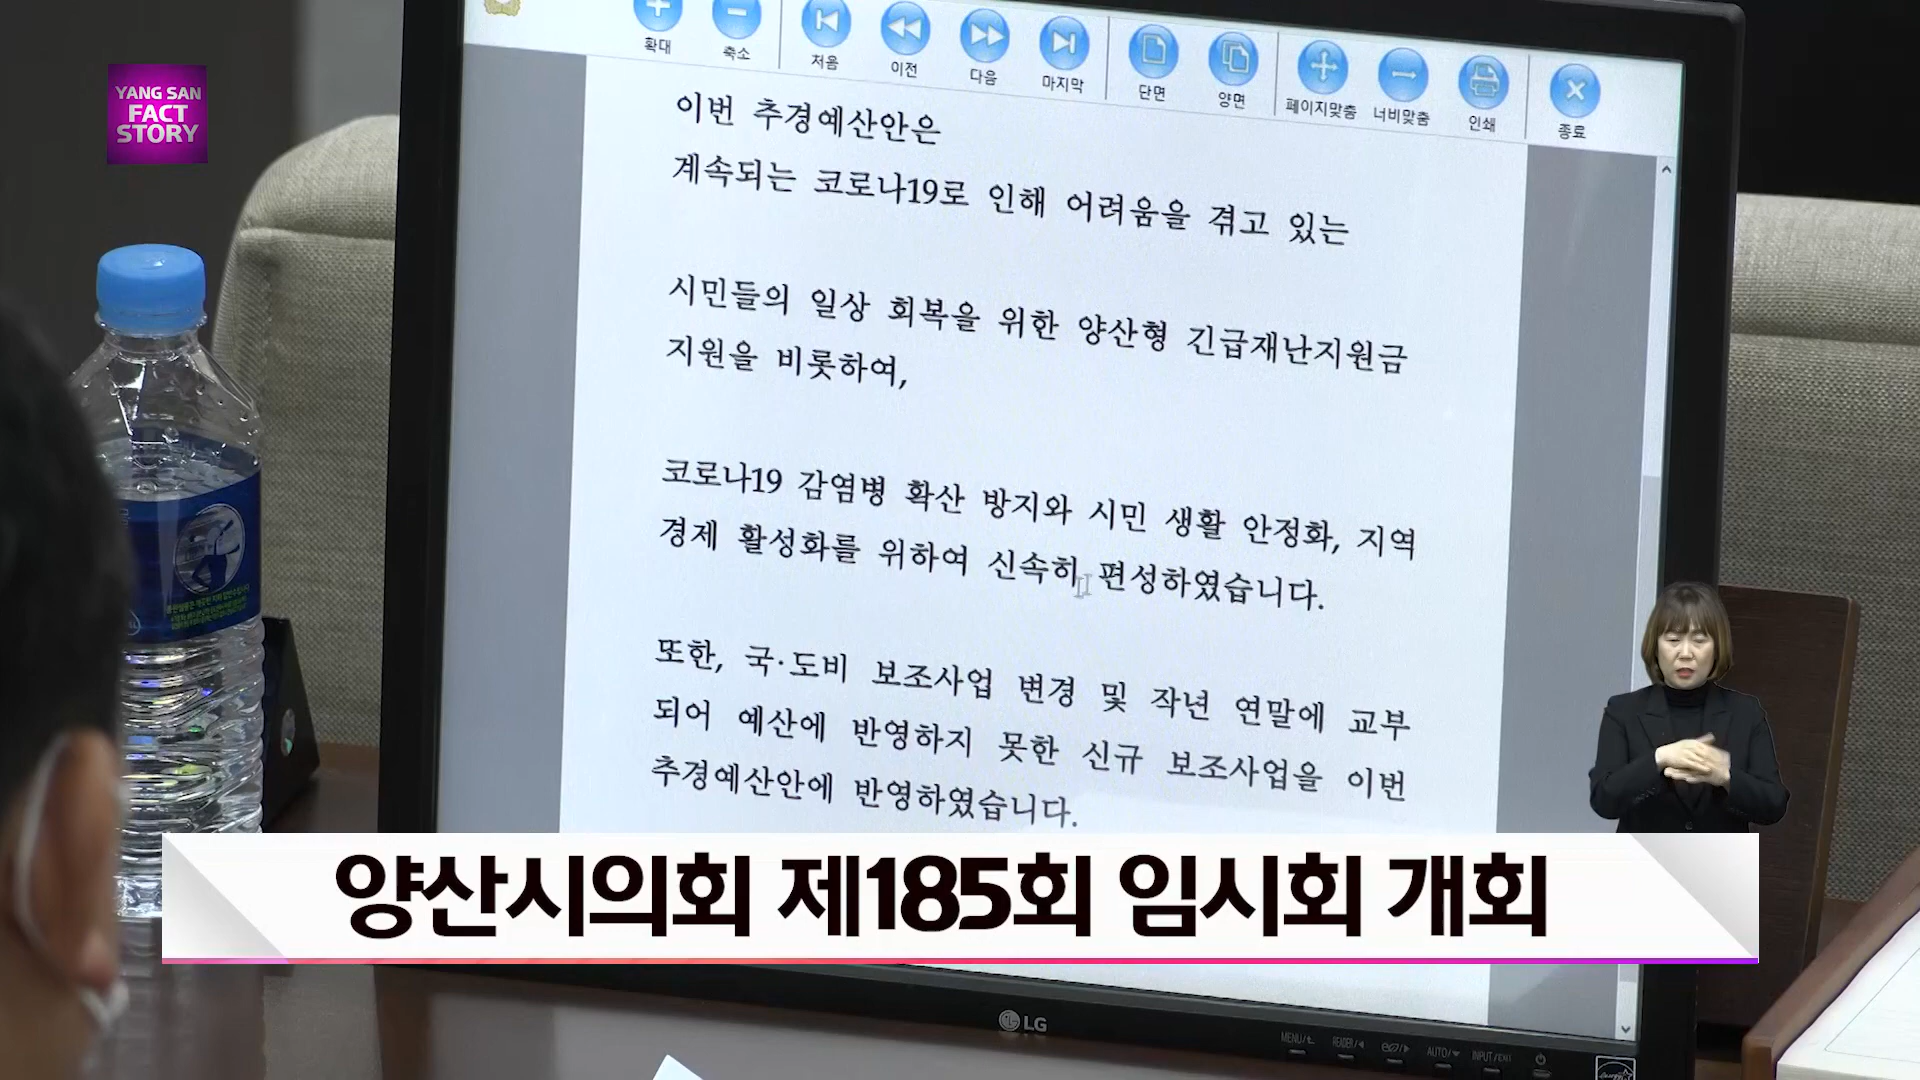 확대
축소
처음
이전
다음
마지막
단면
양면
페이지맞춤
너비맞춤
인쇄
종료
YANG SAN
FACT
STORY
이번 추경예산안은
계속되는 코로나19로 인해 어려움을 겪고 있는
시민들의 일상 회복을 위한 양산형 긴급재난지원금
지원을 비롯하여,
코로나19 감염병 확산 방지와 시민 생활 안정화, 지역
경제 활성화를 위하여 신속히 편성하였습니다.
또한, 국·도비 보조사업 변경 및 작년 연말에 교부
되어 예산에 반영하지 못한 신규 보조사업을 이번
추경예산안에 반영하였습니다.
양산시의회 제185회 임시회 개회
LG
MENU/
READER/
AUTO/
INPUT/